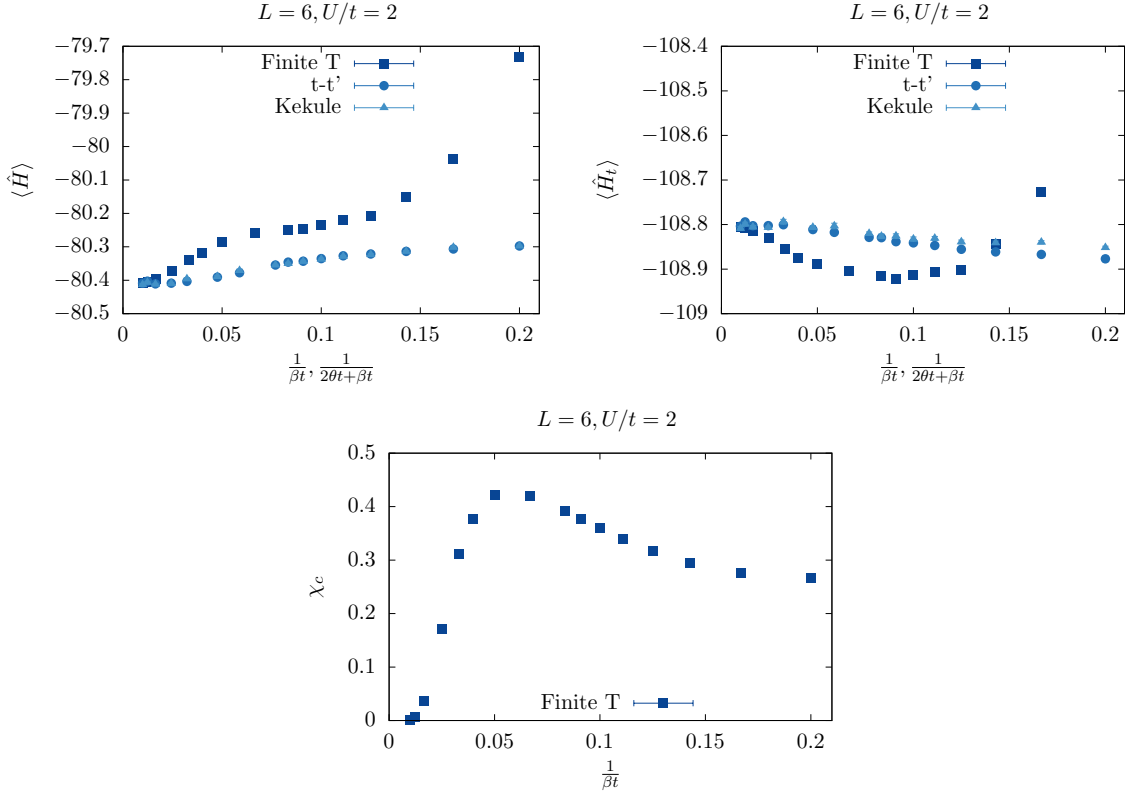 L = 6, U/t = 2
⟨Ĥ⟩
−79.7
−79.8
−79.9
−80
−80.1
−80.2
−80.3
−80.4
−80.5
Finite T
t-t’
Kekule
0 0.05 0.1 0.15 0.2
1/βt, 1/(2θt+βt)
L = 6, U/t = 2
⟨Ĥ_t⟩
−108.4
−108.5
−108.6
−108.7
−108.8
−108.9
−109
Finite T
t-t’
Kekule
0 0.05 0.1 0.15 0.2
1/βt, 1/(2θt+βt)
L = 6, U/t = 2
χ_c
0.5
0.4
0.3
0.2
0.1
0
Finite T
0 0.05 0.1 0.15 0.2
1/βt